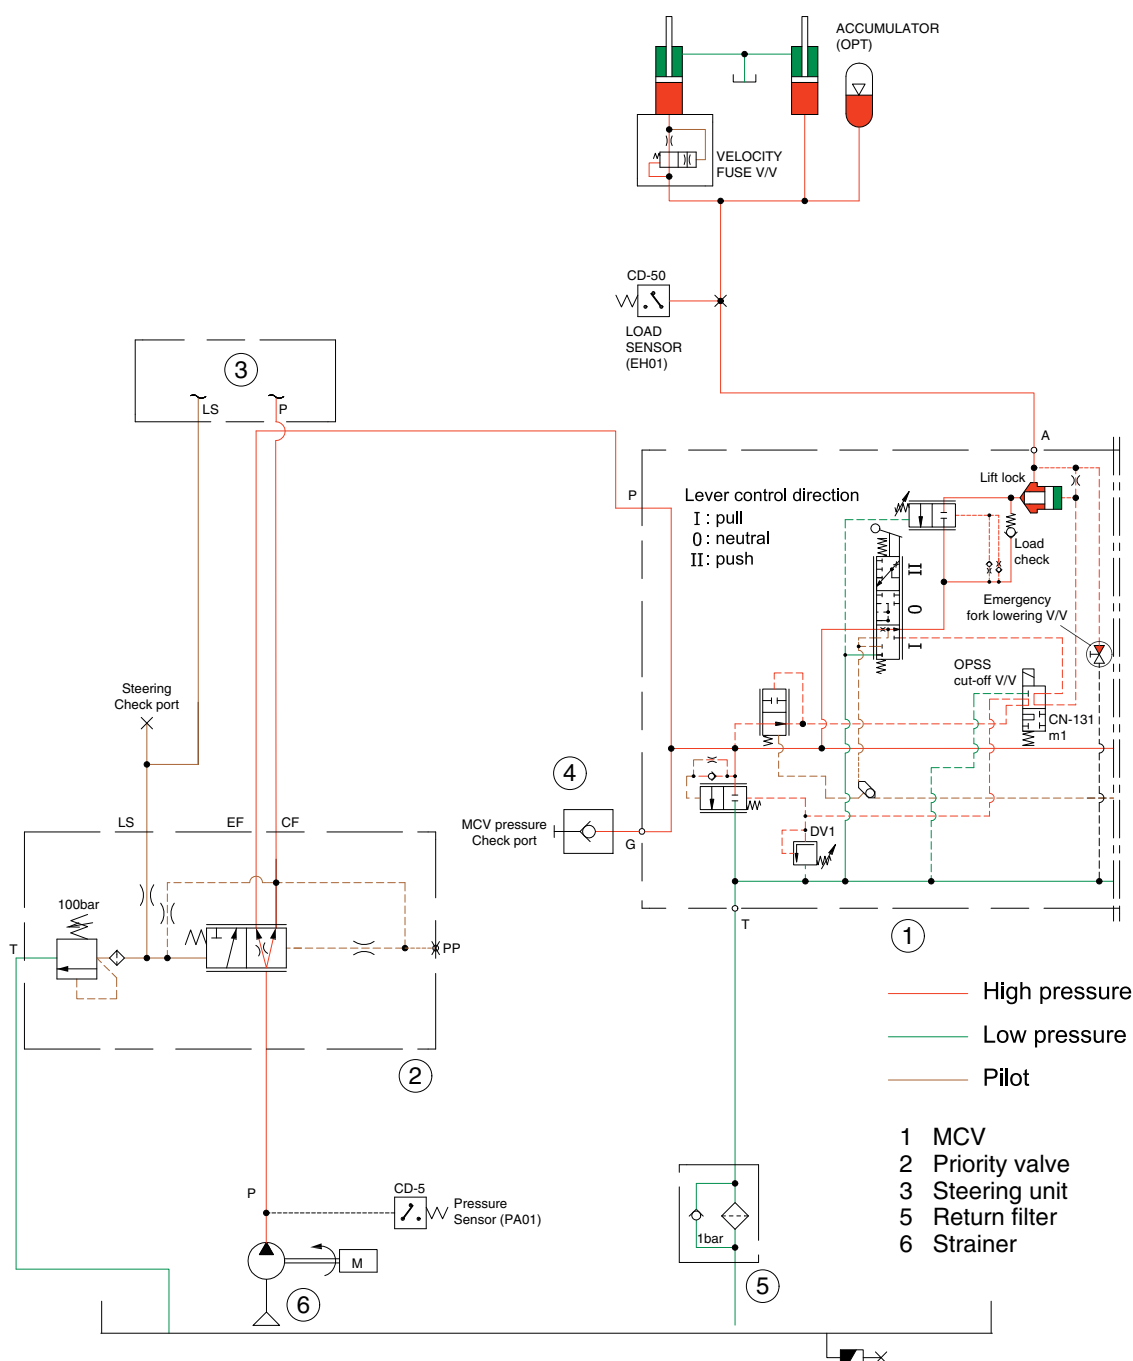 ACCUMULATOR
(OPT)
VELOCITY
FUSE V/V
CD-50
LOAD
SENSOR
(EH01)
3
LS
P
A
P
Lift lock
Lever control direction
I : pull
0 : neutral
II : push
Load
check
II
0
I
Emergency
fork lowering V/V
OPSS
cut-off V/V
CN-131
m1
Steering
Check port
4
MCV pressure
Check port
G
DV1
LS
EF
CF
100bar
T
PP
T
1
2
High pressure
Low pressure
Pilot
1 MCV
2 Priority valve
3 Steering unit
5 Return filter
6 Strainer
P
CD-5
Pressure
Sensor (PA01)
M
1bar
6
5